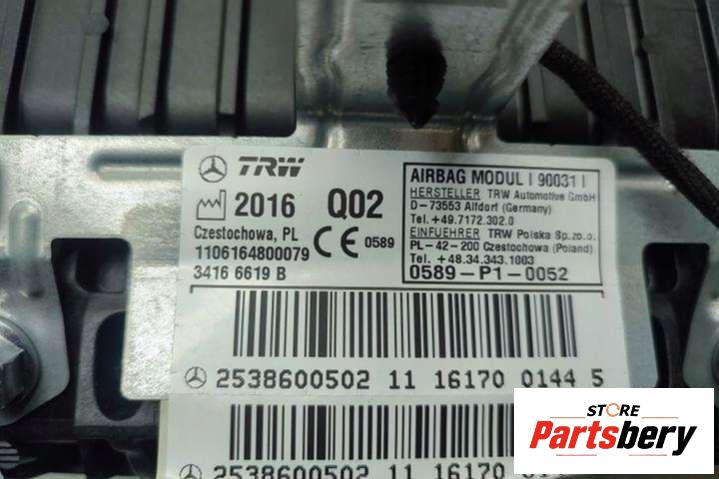 TRW
2016 Q02
Czestochowa, PL
1106164800079
3416 6619 B
CE 0589
AIRBAG MODUL | 90031 |
HERSTELLER TRW Automotive GmbH
D-73553 Alfdorf (Germany)
Tel. +49.7172.302.0
EINFUEHRER TRW Polska Sp.zo.o.
PL-42-200 Czestochowa (Poland)
Tel. +48.34.343.1003
0589-P1-0052
2538600502 11 16170 0144 5
2538600502 11 16170
STORE
Partsbery